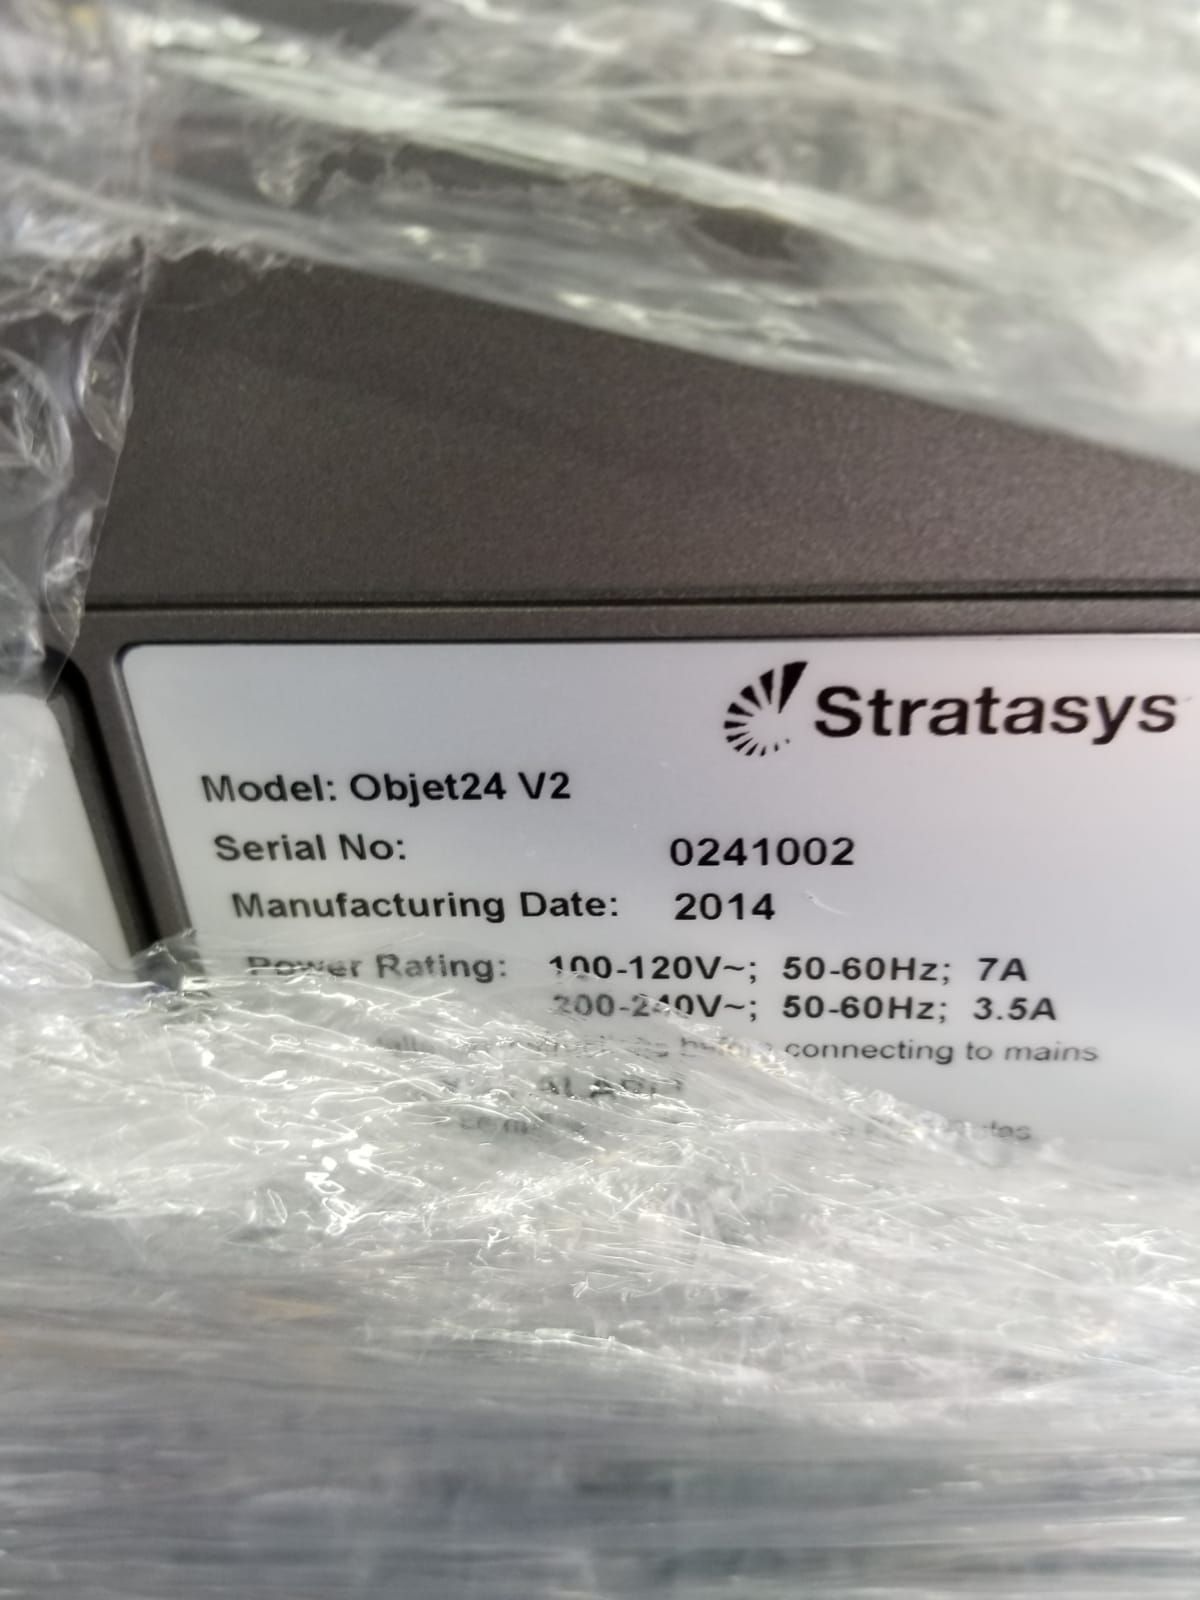 Stratasys
Model: Objet24 V2
Serial No: 0241002
Manufacturing Date: 2014
Power Rating: 100-120V~; 50-60Hz; 7A
200-240V~; 50-60Hz; 3.5A
before connecting to mains